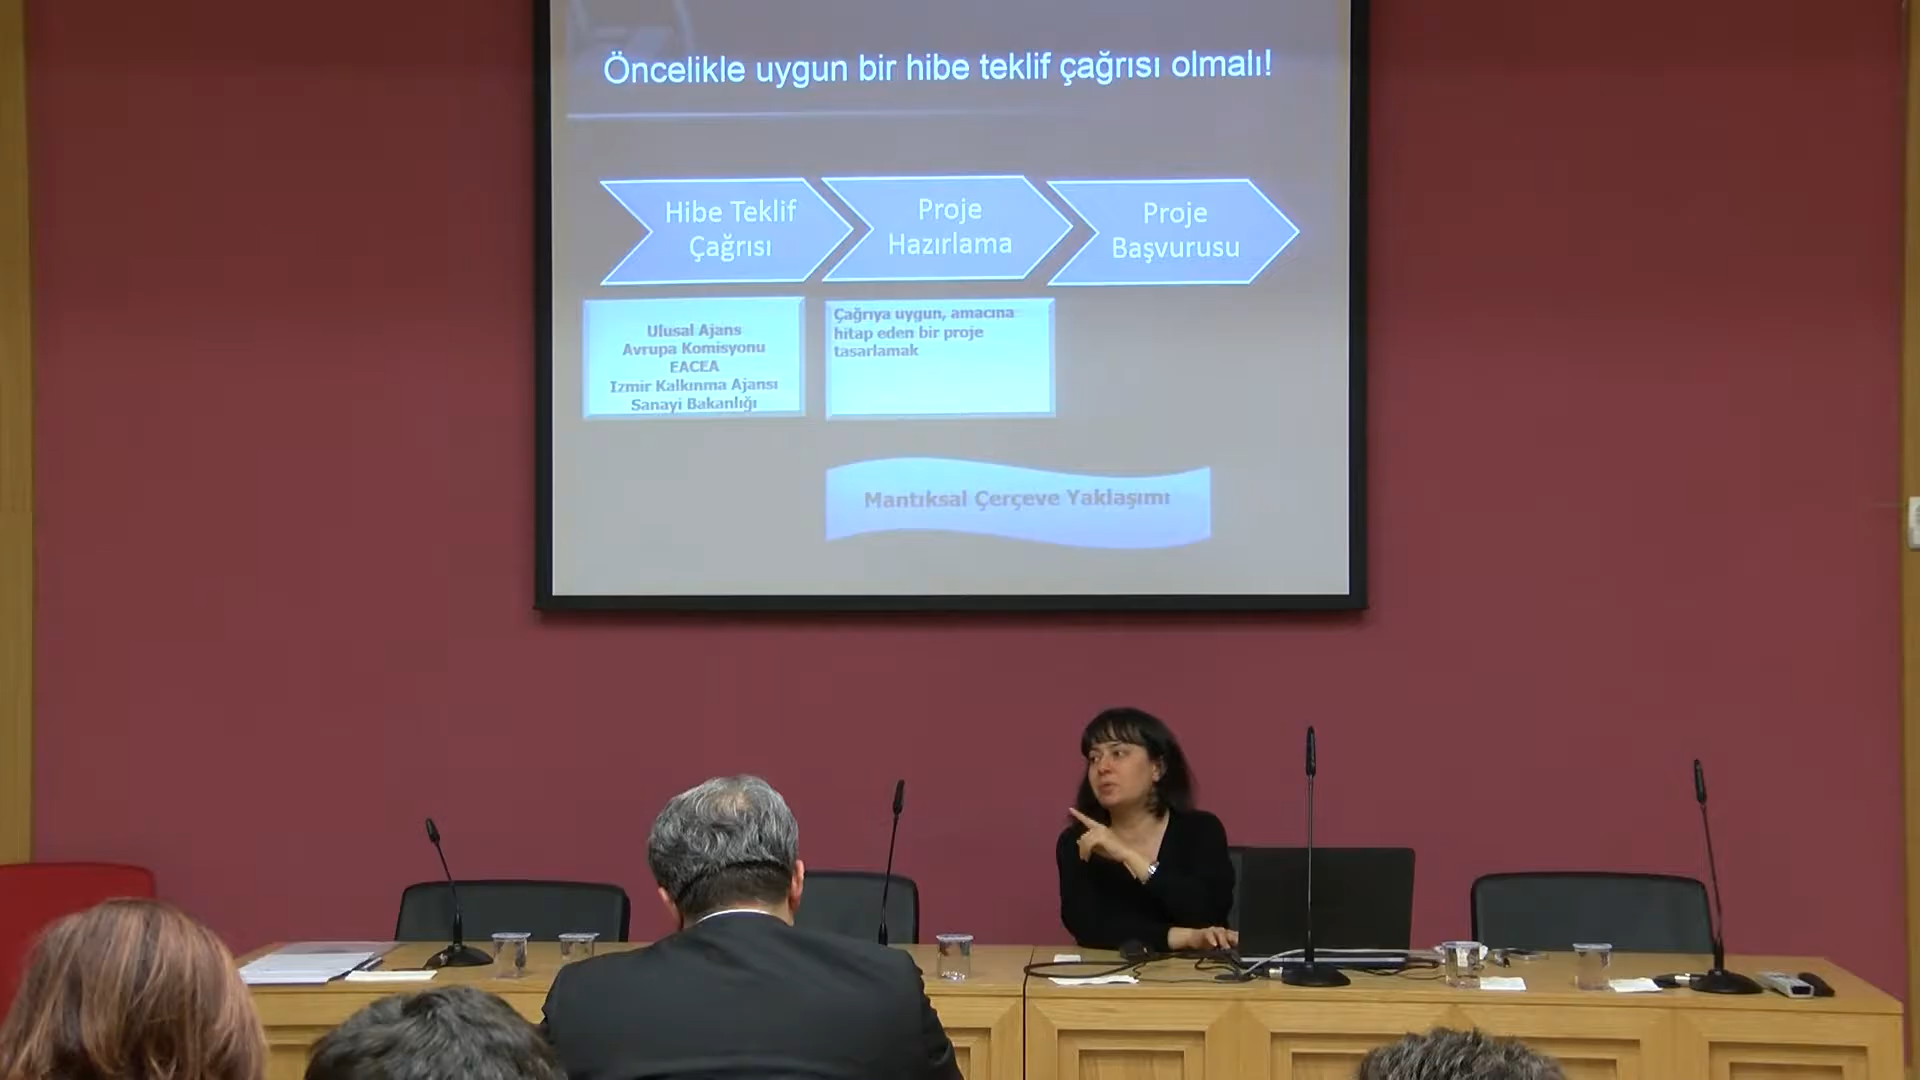 Öncelikle uygun bir hibe teklif çağrısı olmalı!
Hibe Teklif
Çağrısı
Proje
Hazırlama
Proje
Başvurusu
Ulusal Ajans
Avrupa Komisyonu
EACEA
Izmir Kalkınma Ajansı
Sanayi Bakanlığı
Çağrıya uygun, amacına
hitap eden bir proje
tasarlamak
Mantıksal Çerçeve Yaklaşımı